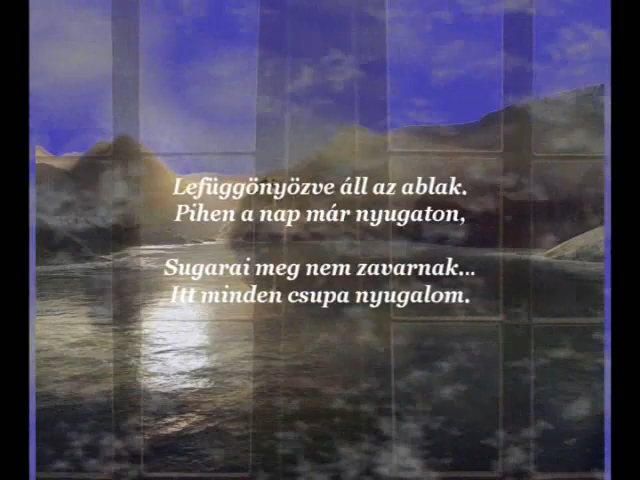 Lefüggönyözve áll az ablak.
Pihen a nap már nyugaton,
Sugarai meg nem zavarnak...
Itt minden csupa nyugalom.